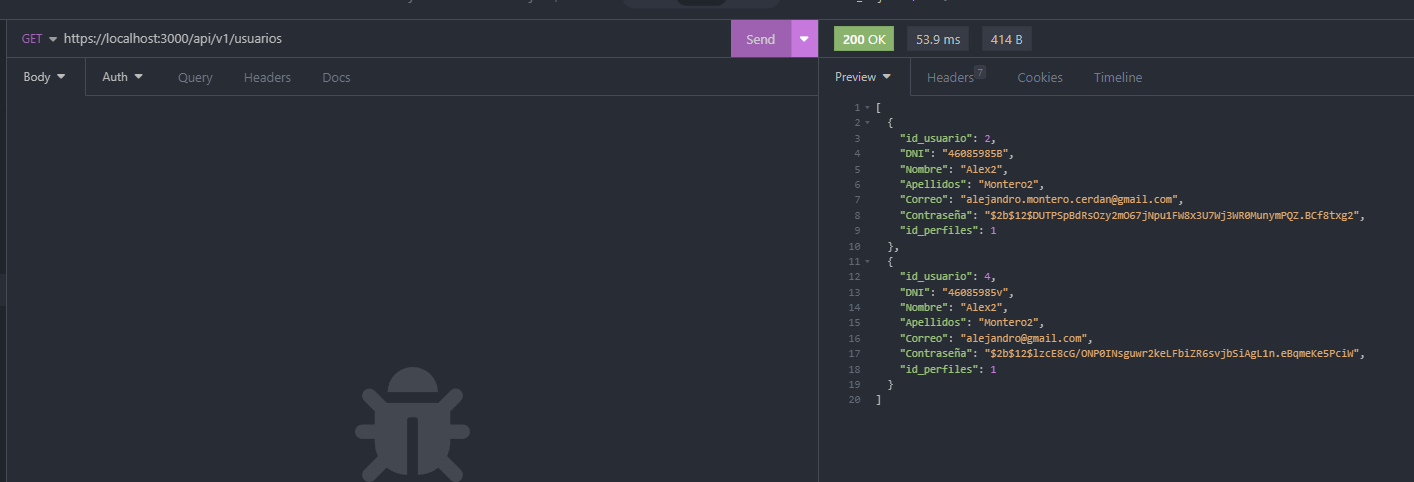 GET https://localhost:3000/api/v1/usuarios Send 200 OK 53.9 ms 414 B
Body Auth Query Headers Docs Preview Headers 7 Cookies Timeline
1 [
2 {
3 "id_usuario": 2,
4 "DNI": "46085985B",
5 "Nombre": "Alex2",
6 "Apellidos": "Montero2",
7 "Correo": "alejandro.montero.cerdan@gmail.com",
8 "Contraseña": "$2b$12$DUTPSpBdRsOzy2mO67jNpu1FW8x3U7Wj3WR0MunymPQZ.BCf8txg2",
9 "id_perfiles": 1
10 },
11 {
12 "id_usuario": 4,
13 "DNI": "46085985v",
14 "Nombre": "Alex2",
15 "Apellidos": "Montero2",
16 "Correo": "alejandro@gmail.com",
17 "Contraseña": "$2b$12$lzcE8cG/ONP0INsguwr2keLFbiZR6svjbSiAgL1n.eBqmeKe5PciW",
18 "id_perfiles": 1
19 }
20 ]